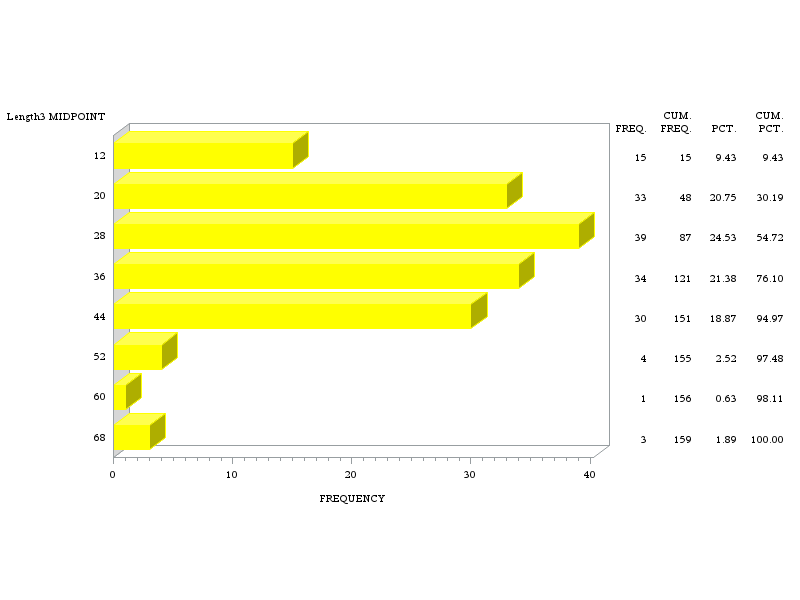 Length3 MIDPOINT
CUM. CUM.
FREQ. FREQ. PCT. PCT.
12 15 15 9.43 9.43
20 33 48 20.75 30.19
28 39 87 24.53 54.72
36 34 121 21.38 76.10
44 30 151 18.87 94.97
52 4 155 2.52 97.48
60 1 156 0.63 98.11
68 3 159 1.89 100.00
0 10 20 30 40
FREQUENCY